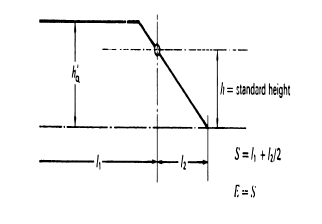 h'a
h = standard height
l₁
l₂
S = l₁ + l₂/2
E = S